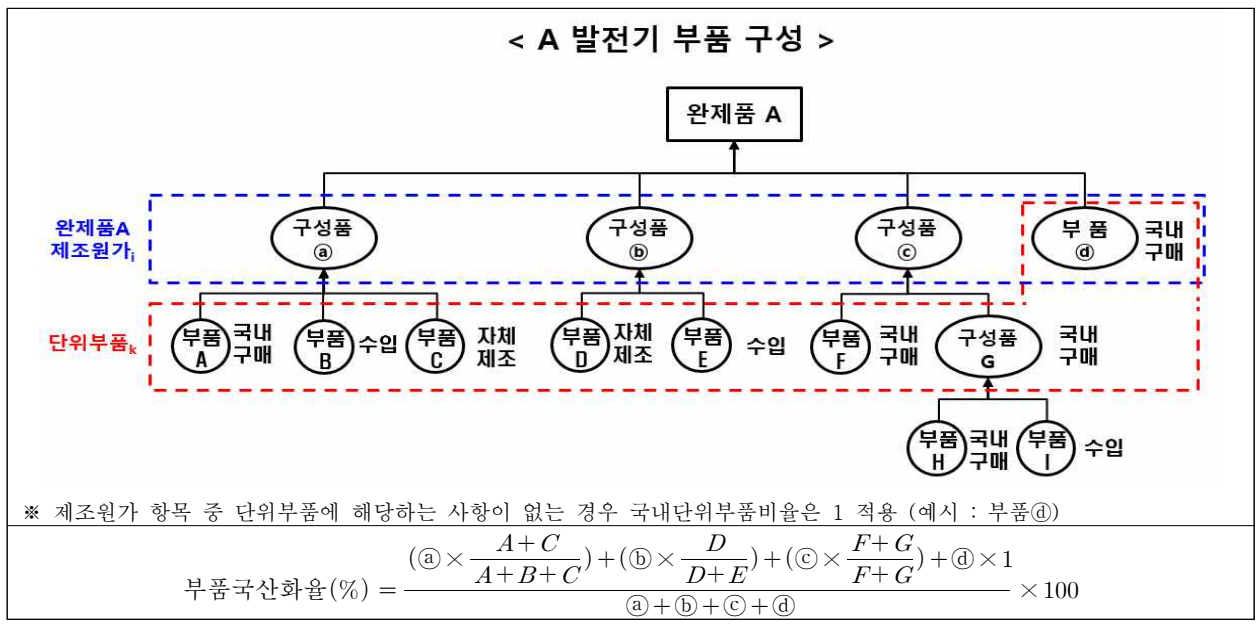 < A 발전기 부품 구성 >
완제품 A
완제품A
제조원가i
구성품
ⓐ
구성품
ⓑ
구성품
ⓒ
부 품
ⓓ
국내
구매
단위부품k
부품
A
국내
구매
부품
B
수입
부품
C
자체
제조
부품
D
자체
제조
부품
E
수입
부품
F
국내
구매
구성품
G
국내
구매
부품
H
국내
구매
부품
I
수입
※ 제조원가 항목 중 단위부품에 해당하는 사항이 없는 경우 국내단위부품비율은 1 적용 (예시 : 부품ⓓ)
부품국산화율(%) = \frac{(ⓐ×\frac{A+C}{A+B+C})+(ⓑ×\frac{D}{D+E})+(ⓒ×\frac{F+G}{F+G})+ⓓ×1}{ⓐ+ⓑ+ⓒ+ⓓ} ×100